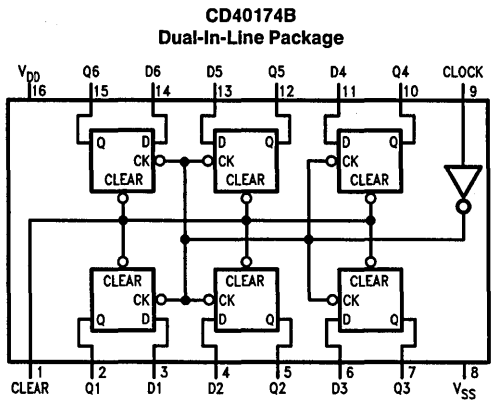 CD40174B
Dual-In-Line Package
VDD Q6 D6 D5 Q5 D4 Q4 CLOCK
16 15 14 13 12 11 10 9
Q D D Q D Q
CK CK CK
CLEAR CLEAR CLEAR
CLEAR CLEAR CLEAR
CK CK CK
Q D D Q D Q
1 2 3 4 5 6 7 8
CLEAR Q1 D1 D2 Q2 D3 Q3 VSS